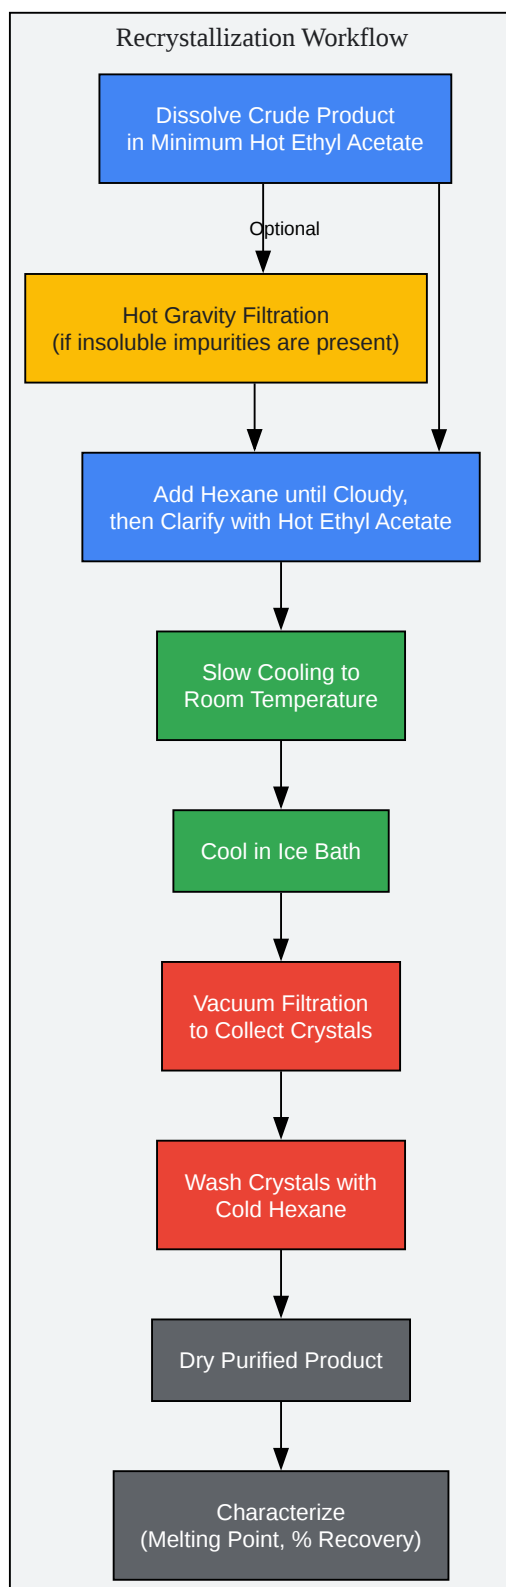 Recrystallization Workflow
Dissolve Crude Product
in Minimum Hot Ethyl Acetate
Optional
Hot Gravity Filtration
(if insoluble impurities are present)
Add Hexane until Cloudy,
then Clarify with Hot Ethyl Acetate
Slow Cooling to
Room Temperature
Cool in Ice Bath
Vacuum Filtration
to Collect Crystals
Wash Crystals with
Cold Hexane
Dry Purified Product
Characterize
(Melting Point, % Recovery)